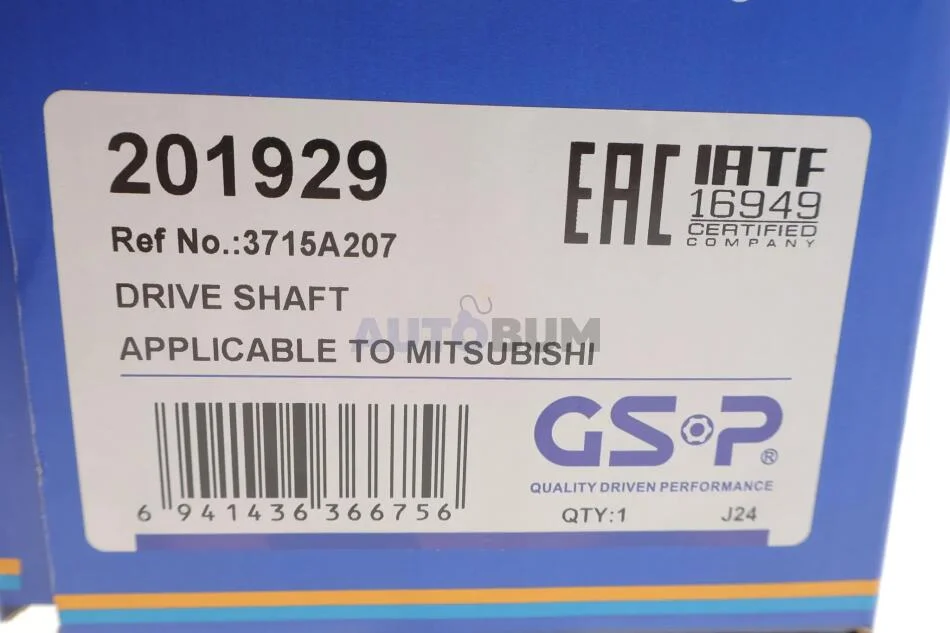 201929
EAC
IATF
16949
CERTIFIED
COMPANY
Ref No.:3715A207
DRIVE SHAFT
AUTOBUM
APPLICABLE TO MITSUBISHI
6 941436 366756
GSP®
QUALITY DRIVEN PERFORMANCE
QTY:1 J24